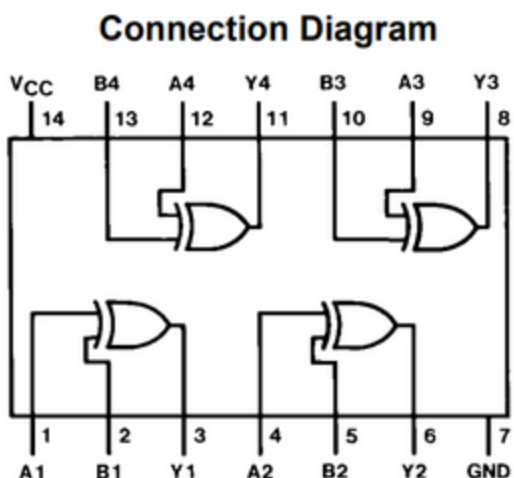 Connection Diagram
VCC B4 A4 Y4 B3 A3 Y3
14 13 12 11 10 9 8
1 2 3 4 5 6 7
A1 B1 Y1 A2 B2 Y2 GND